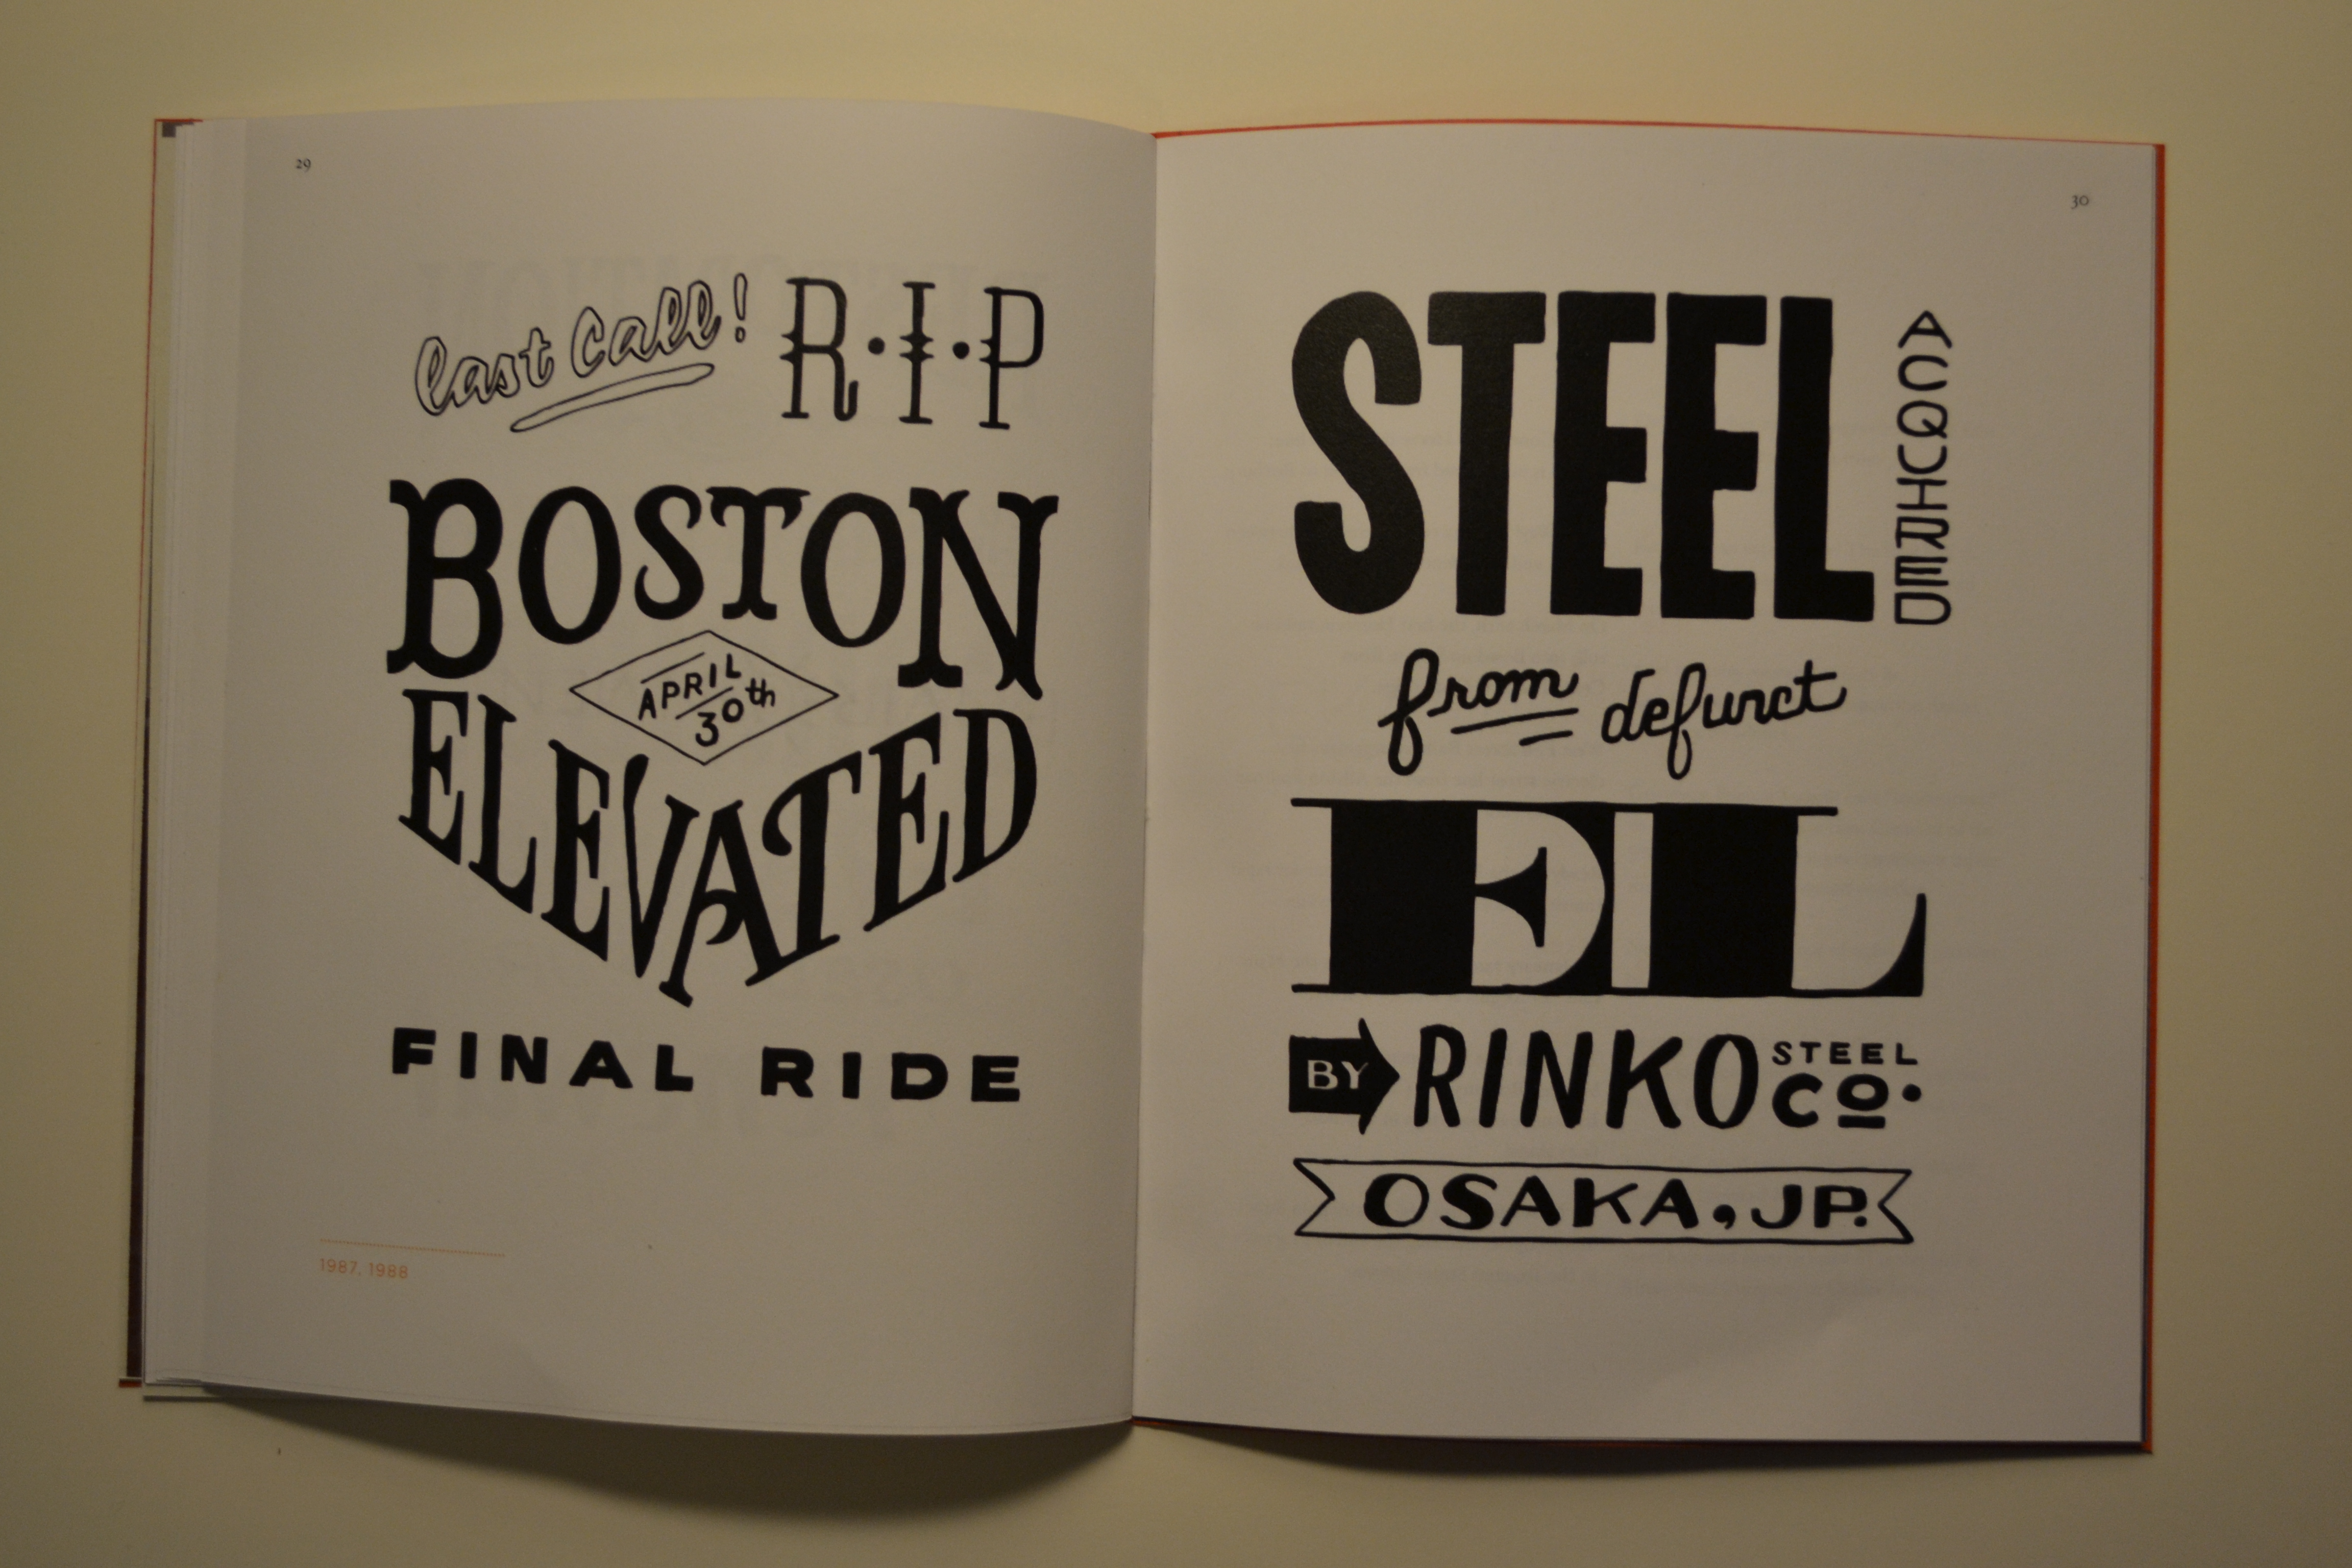 29
last call! R·I·P
BOSTON
APRIL
30th
ELEVATED
FINAL RIDE
1987, 1988
30
STEEL
ACQUIRED
from defunct
EL
BY RINKO STEEL CO.
OSAKA, JP.